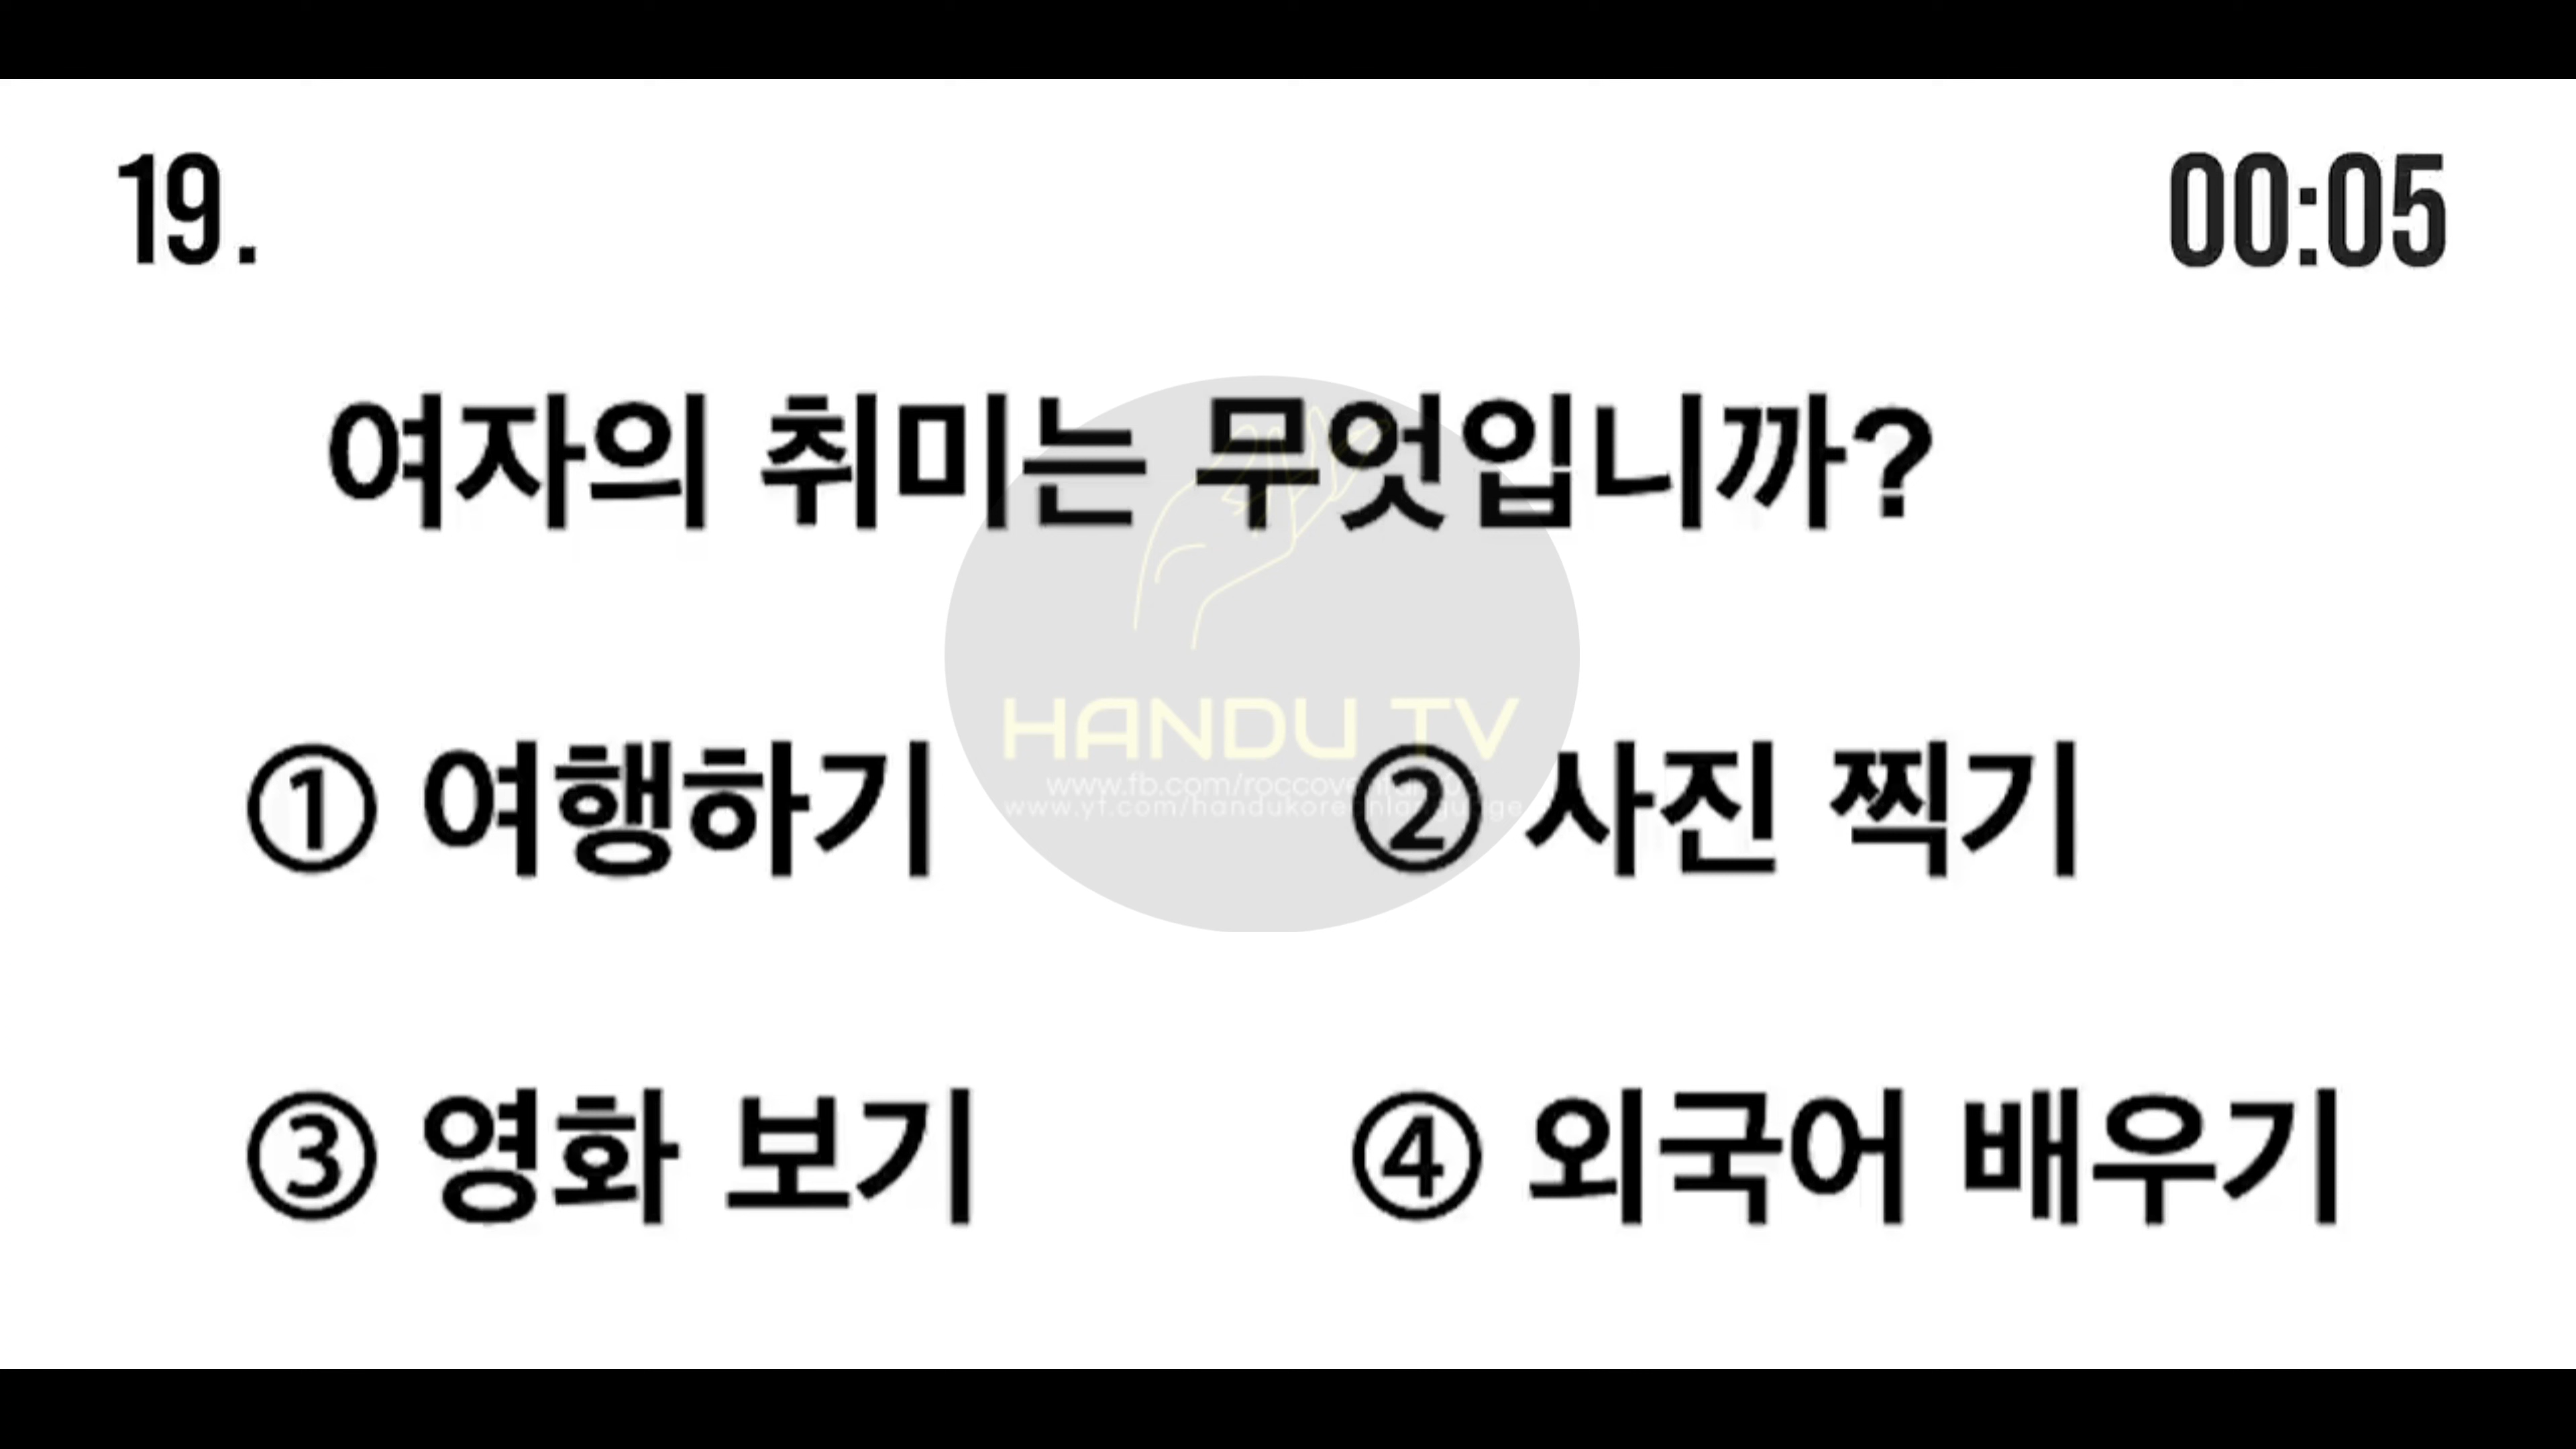 19.
00:05
여자의 취미는 무엇입니까?
HANDU TV
① 여행하기
② 사진 찍기
③ 영화 보기
④ 외국어 배우기